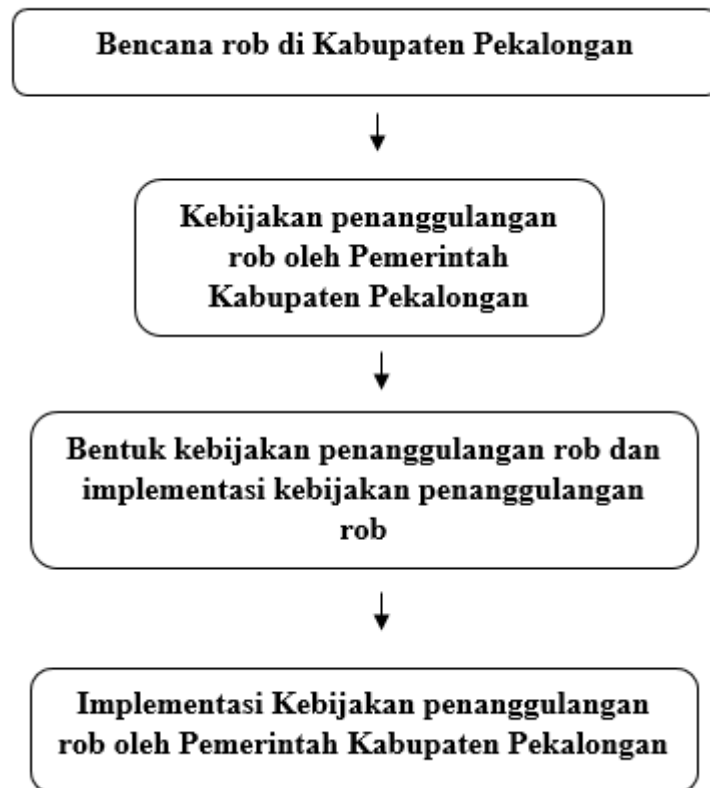 Bencana rob di Kabupaten Pekalongan
Kebijakan penanggulangan
rob oleh Pemerintah
Kabupaten Pekalongan
Bentuk kebijakan penanggulangan rob dan
implementasi kebijakan penanggulangan
rob
Implementasi Kebijakan penanggulangan
rob oleh Pemerintah Kabupaten Pekalongan